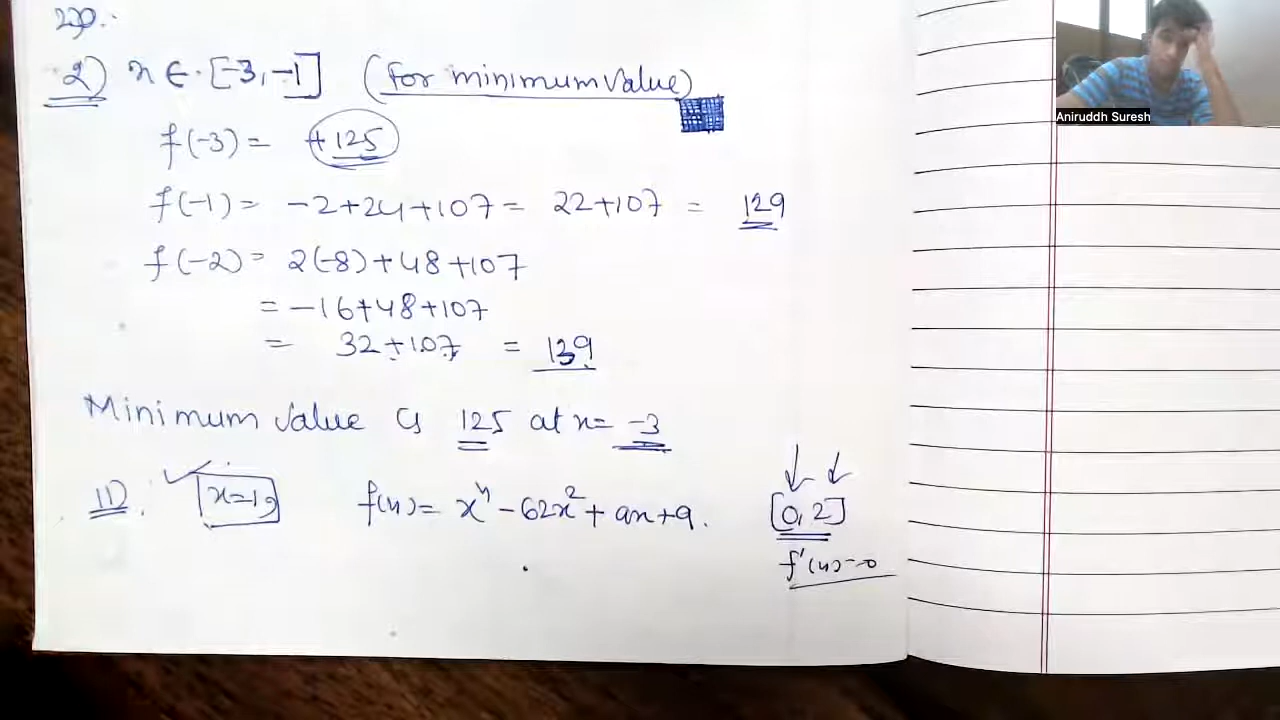 2) x ∈ [-3, -1] (For minimum value)
f(-3) = +125
f(-1) = -2+24+107 = 22+107 = 129
f(-2) = 2(-8)+48+107
= -16+48+107
= 32+107 = 139
Minimum value is 125 at x= -3
11). x=1, f(x)= x⁴ - 62x² + ax+9. [0, 2]
f'(x)=0
Aniruddh Suresh